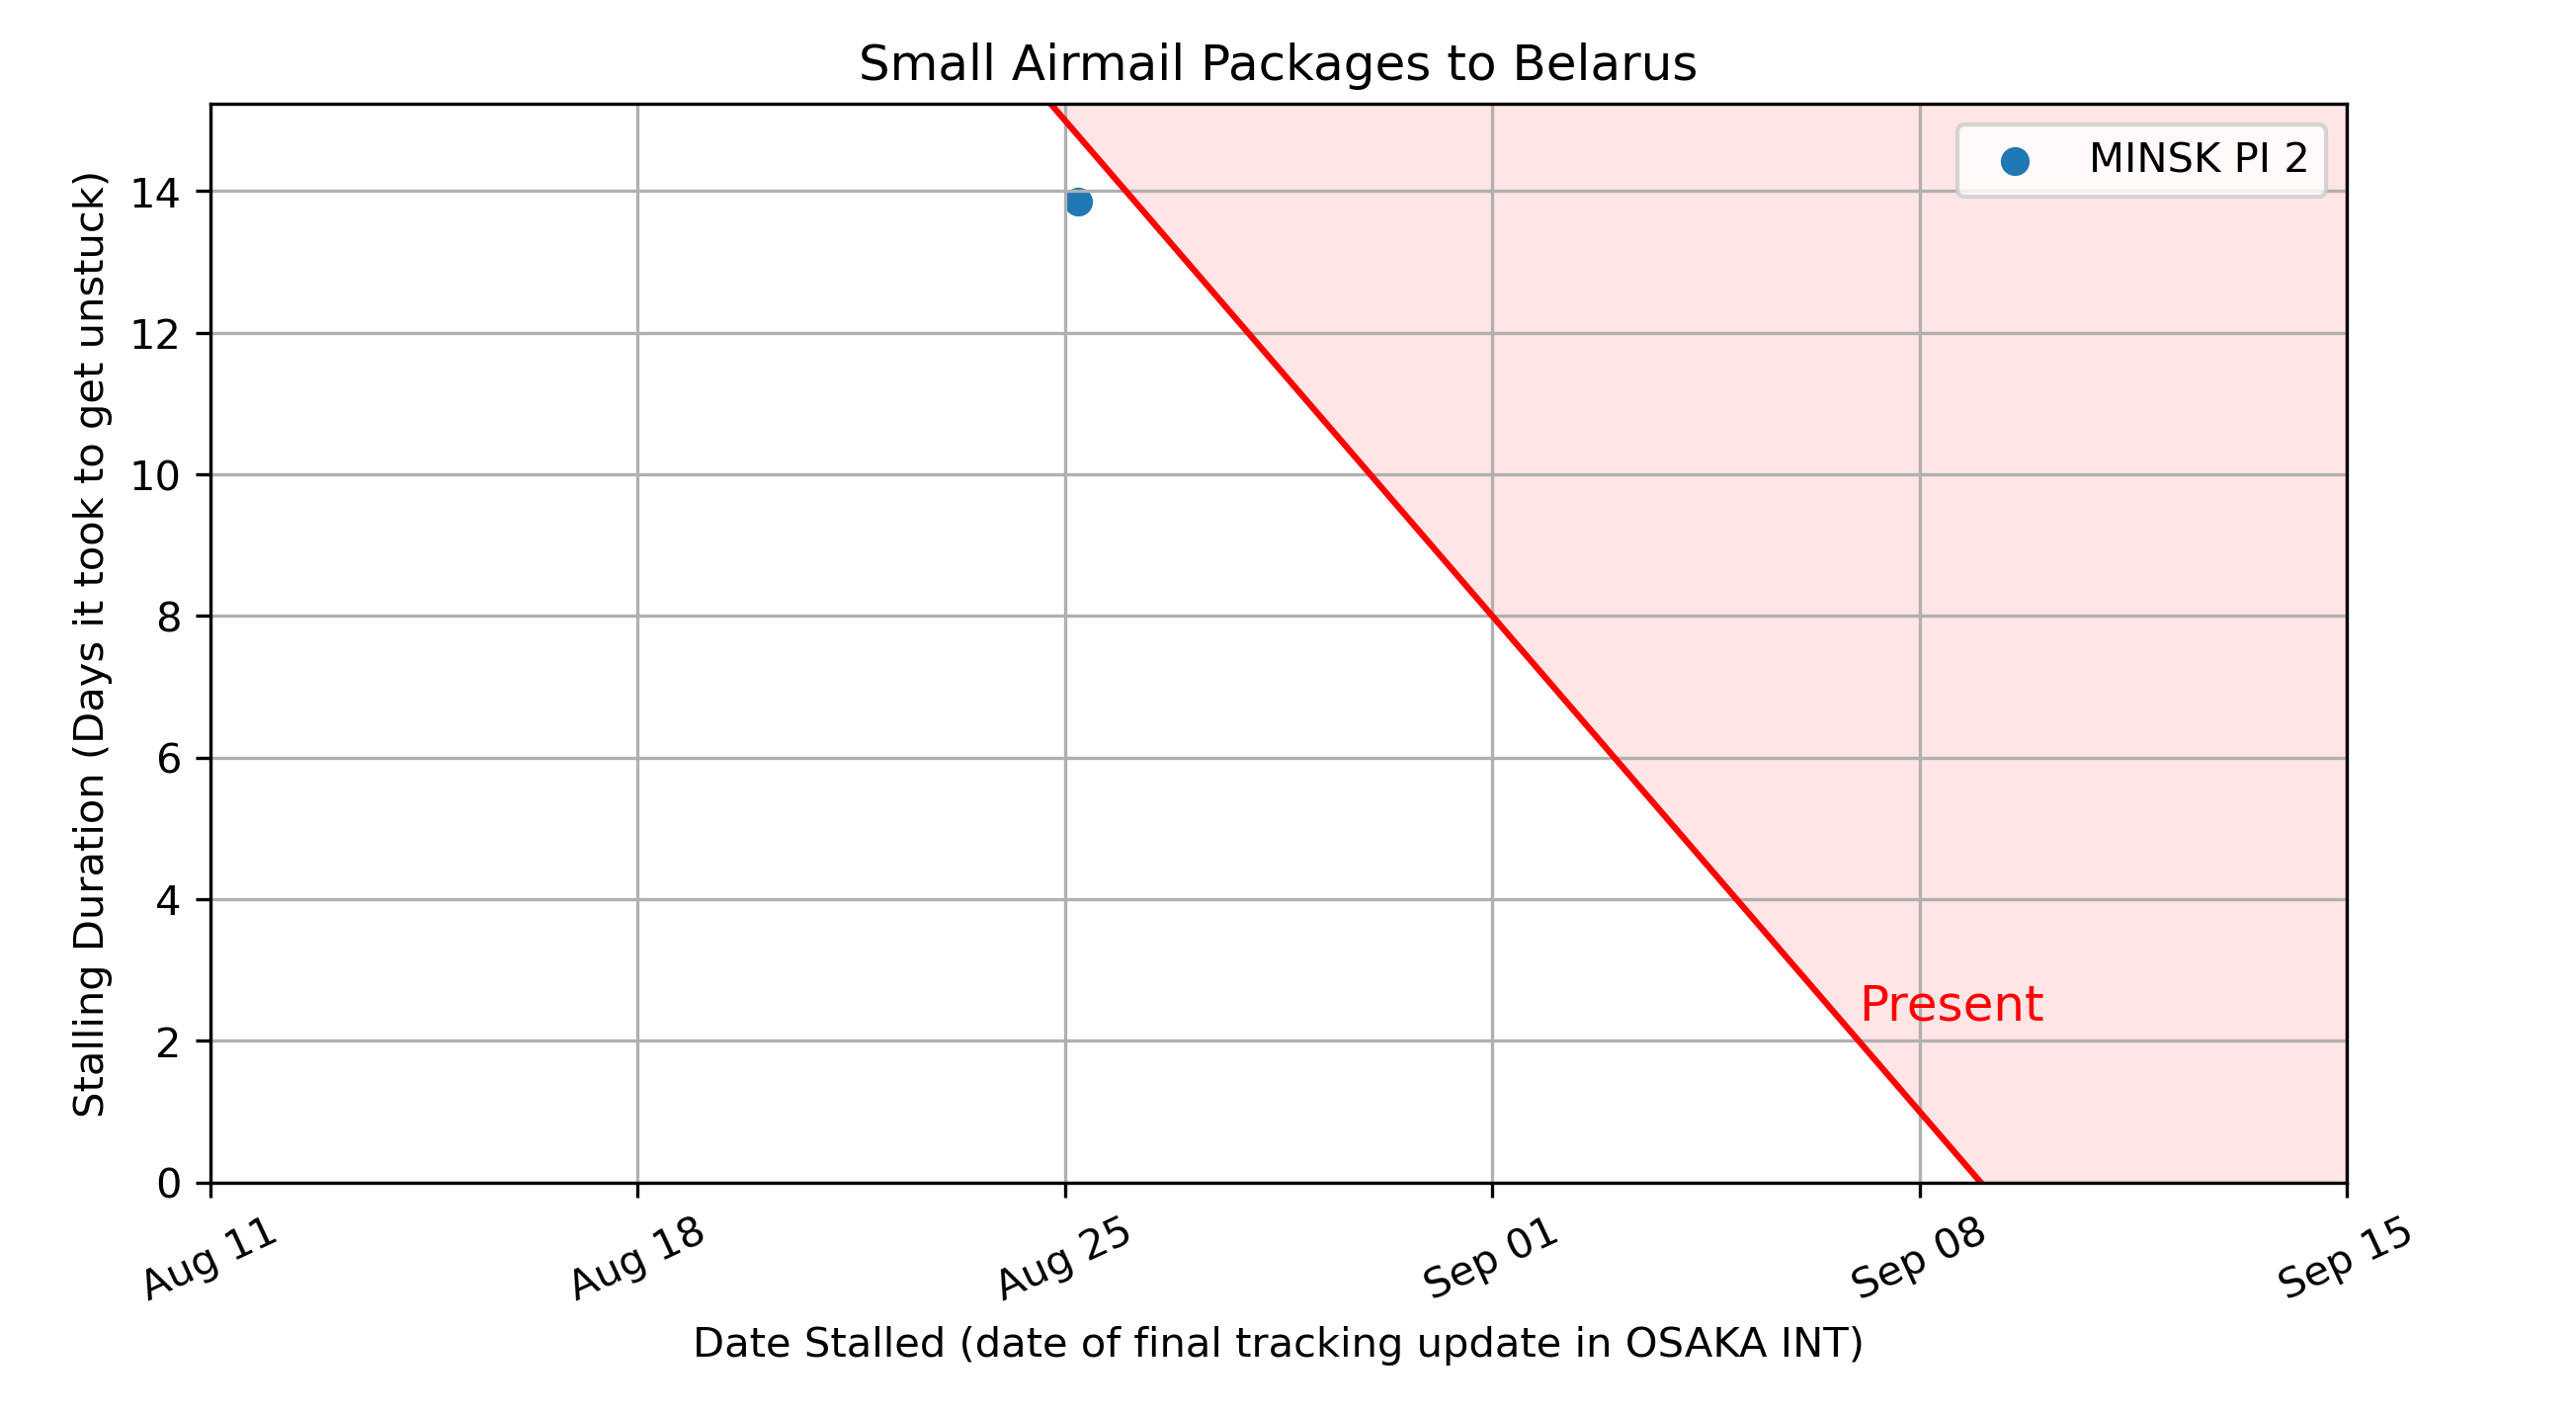 Small Airmail Packages to Belarus
MINSK PI 2
Stalling Duration (Days it took to get unstuck)
14
12
10
8
6
4
2
0
Present
Aug 11
Aug 18
Aug 25
Sep 01
Sep 08
Sep 15
Date Stalled (date of final tracking update in OSAKA INT)